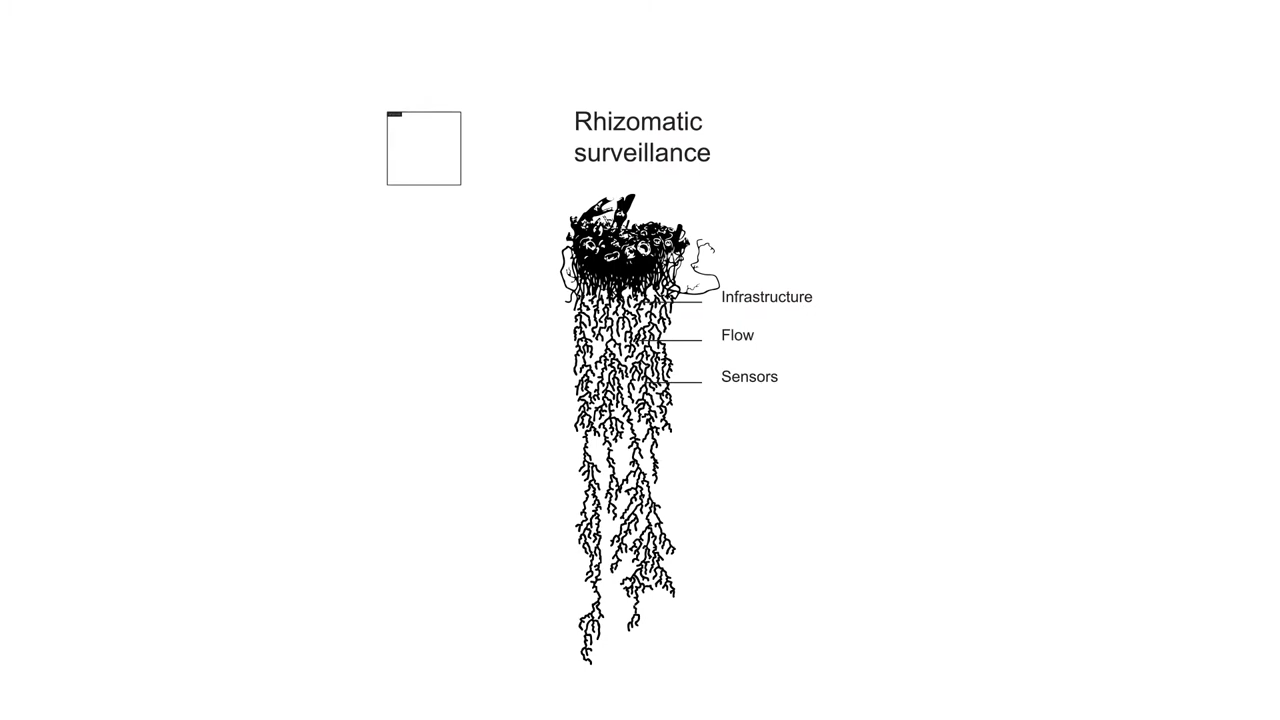 Rhizomatic
surveillance
Infrastructure
Flow
Sensors